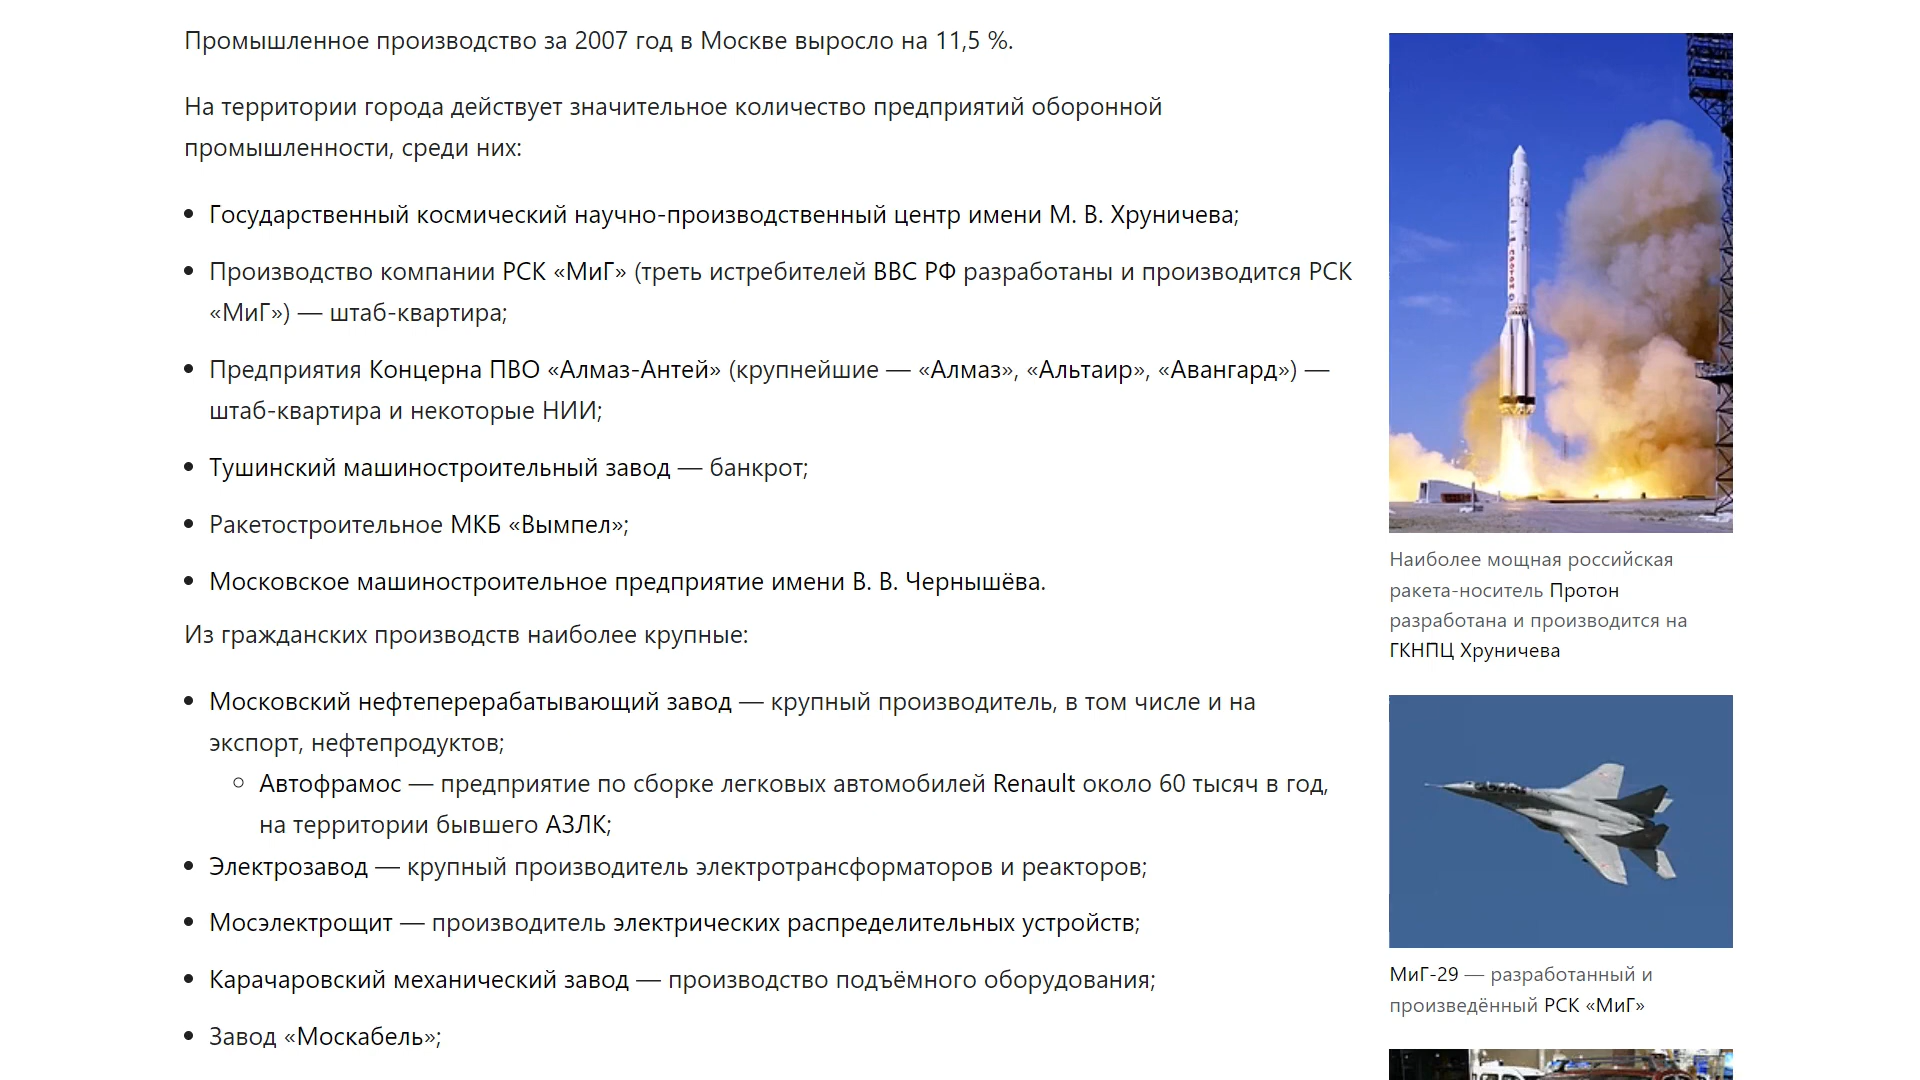 Промышленное производство за 2007 год в Москве выросло на 11,5 %.
На территории города действует значительное количество предприятий оборонной
промышленности, среди них:
Государственный космический научно-производственный центр имени М. В. Хруничева;
Производство компании РСК «МиГ» (треть истребителей ВВС РФ разработаны и производится РСК
«МиГ») — штаб-квартира;
Предприятия Концерна ПВО «Алмаз-Антей» (крупнейшие — «Алмаз», «Альтаир», «Авангард») —
штаб-квартира и некоторые НИИ;
Тушинский машиностроительный завод — банкрот;
Ракетостроительное МКБ «Вымпел»;
Московское машиностроительное предприятие имени В. В. Чернышёва.
Из гражданских производств наиболее крупные:
Московский нефтеперерабатывающий завод — крупный производитель, в том числе и на
экспорт, нефтепродуктов;
Автофрамос — предприятие по сборке легковых автомобилей Renault около 60 тысяч в год,
на территории бывшего АЗЛК;
Электрозавод — крупный производитель электротрансформаторов и реакторов;
Мосэлектрощит — производитель электрических распределительных устройств;
Карачаровский механический завод — производство подъёмного оборудования;
Завод «Москабель»;
Наиболее мощная российская
ракета-носитель Протон
разработана и производится на
ГКНПЦ Хруничева
МиГ-29 — разработанный и
произведённый РСК «МиГ»